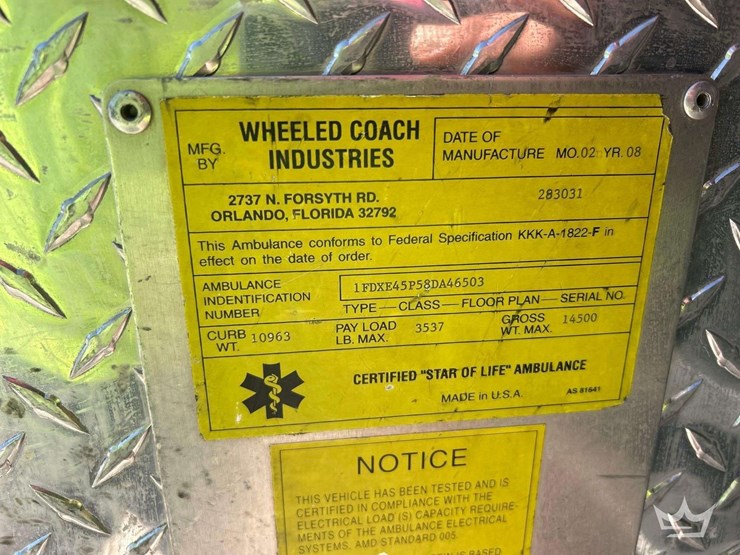 MFG. BY WHEELED COACH INDUSTRIES
DATE OF MANUFACTURE MO. 02 YR. 08
2737 N. FORSYTH RD. 283031
ORLANDO, FLORIDA 32792
This Ambulance conforms to Federal Specification KKK-A-1822-F in
effect on the date of order.
AMBULANCE
INDENTIFICATION
NUMBER
1FDXE45P58DA46503
TYPE — CLASS — FLOOR PLAN — SERIAL NO.
CURB WT. 10963 PAY LOAD LB. MAX. 3537 GROSS WT. MAX. 14500
CERTIFIED "STAR OF LIFE" AMBULANCE
MADE in U.S.A. AS 81641
NOTICE
THIS VEHICLE HAS BEEN TESTED AND IS
CERTIFIED IN COMPLIANCE WITH THE
ELECTRICAL LOAD (S) CAPACITY REQUIRE-
MENTS OF THE AMBULANCE ELECTRICAL
SYSTEMS, AMD STANDARD 005.
IS BASED